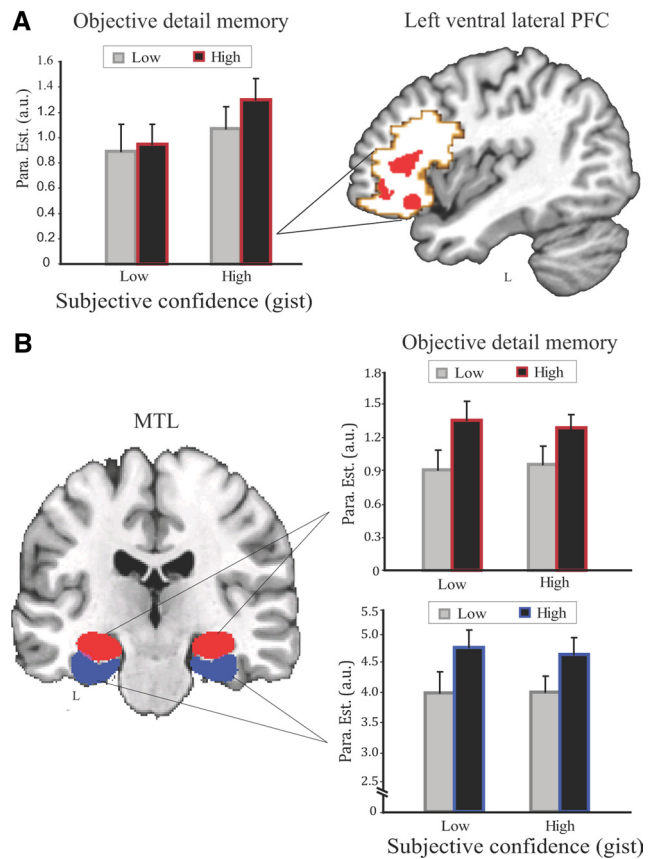 A
Objective detail memory
Left ventral lateral PFC
Low High
Para. Est. (a.u.)
1.6
1.4
1.2
1.0
0.8
0.6
0.4
0.2
0
Low High
Subjective confidence (gist)
L
B
Objective detail memory
MTL
Low High
Para. Est. (a.u.)
1.8
1.5
1.2
0.9
0.6
0.3
0
Low High
L
Low High
Para. Est. (a.u.)
5.5
5.0
4.5
4.0
3.5
3.0
2.5
0
Low High
Subjective confidence (gist)